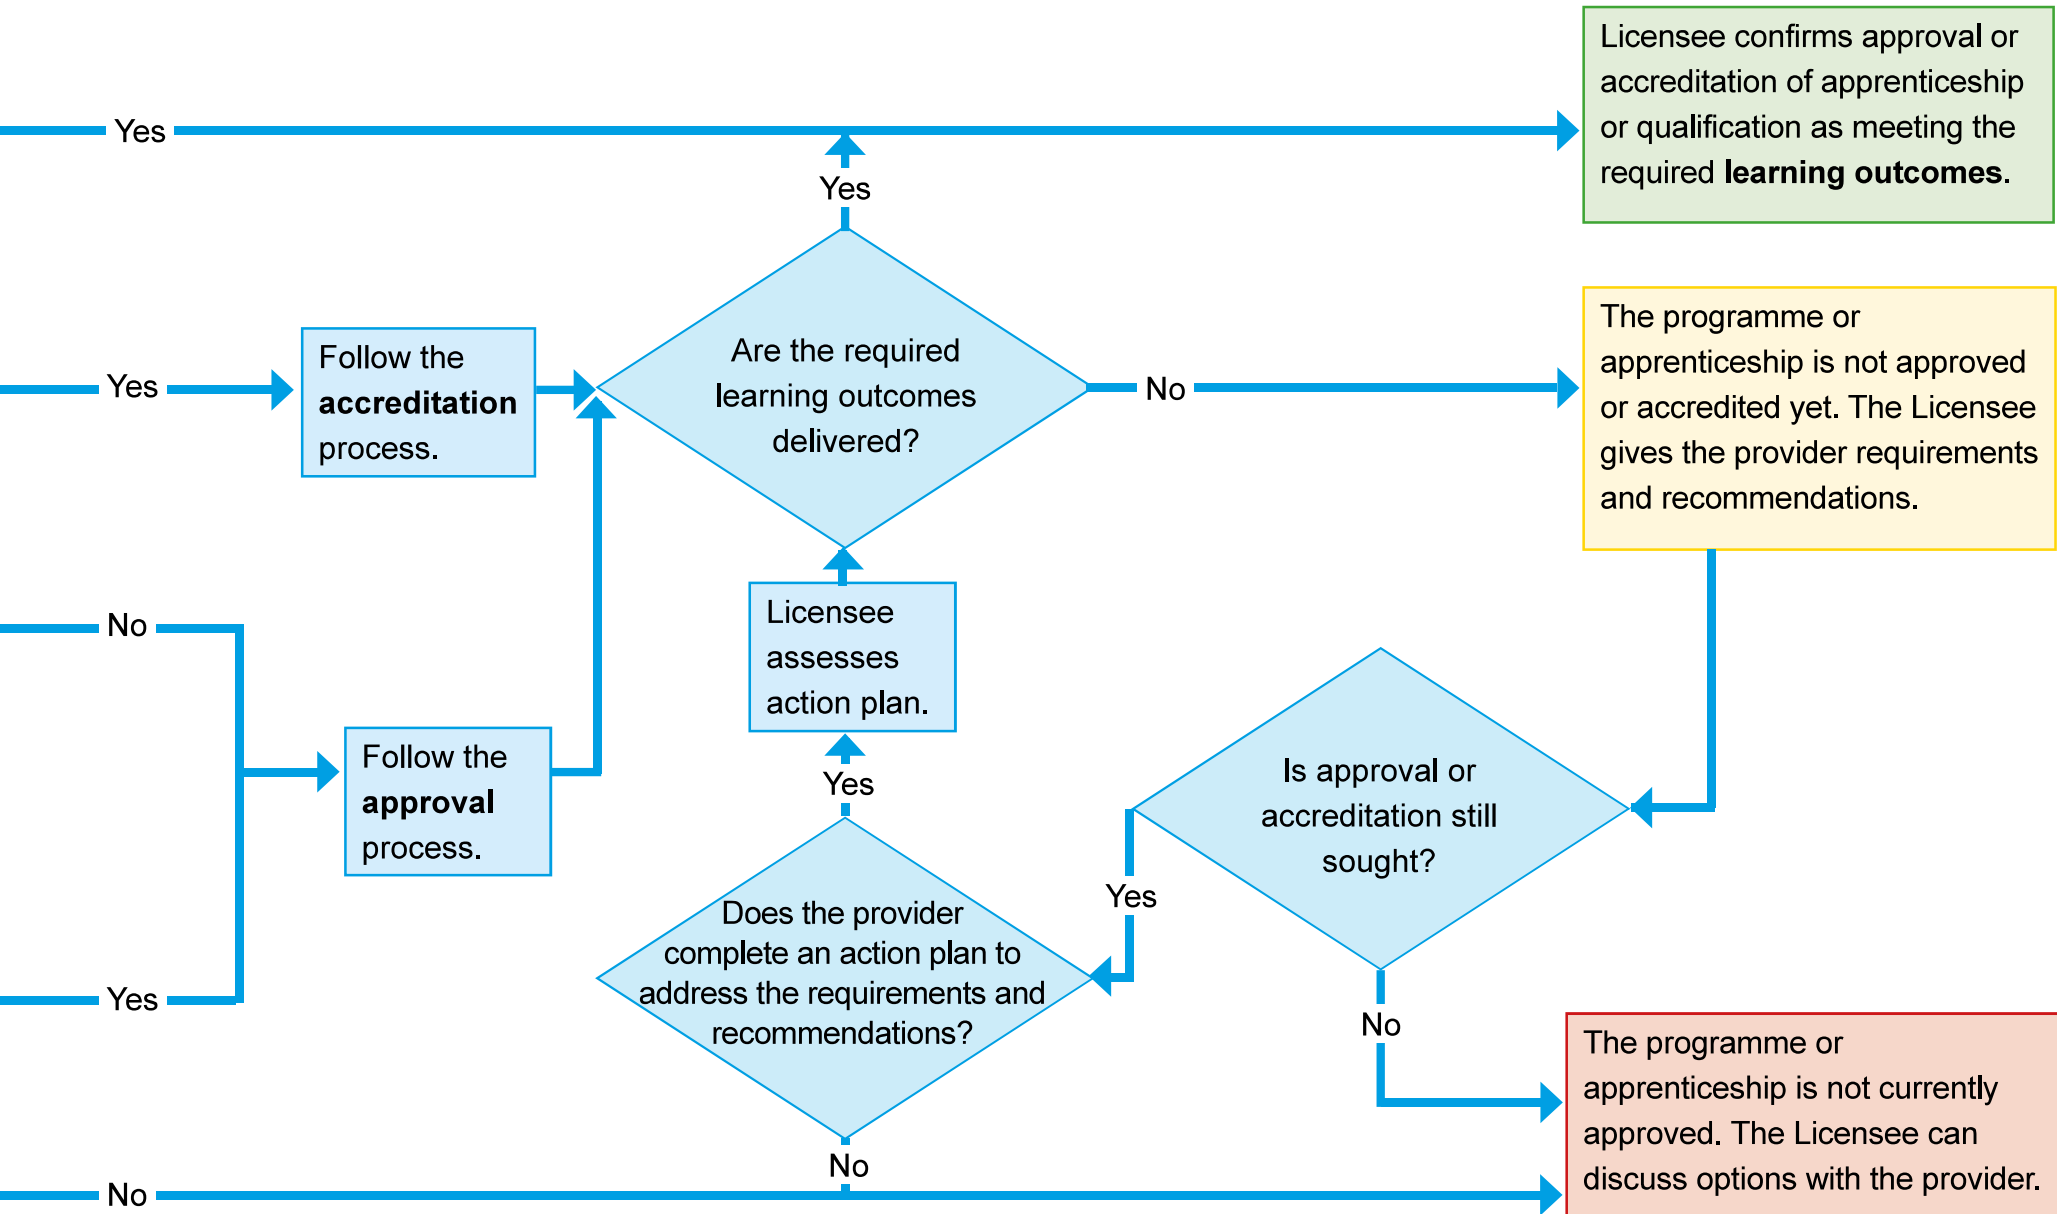 Yes
Licensee confirms approval or
accreditation of apprenticeship
or qualification as meeting the
required learning outcomes.
Yes
Yes
Follow the
accreditation
process.
Are the required
learning outcomes
delivered?
No
The programme or
apprenticeship is not approved
or accredited yet. The Licensee
gives the provider requirements
and recommendations.
No
Licensee
assesses
action plan.
Follow the
approval
process.
Yes
Is approval or
accreditation still
sought?
Yes
Does the provider
complete an action plan to
address the requirements and
recommendations?
Yes
No
The programme or
apprenticeship is not currently
approved. The Licensee can
discuss options with the provider.
No
No